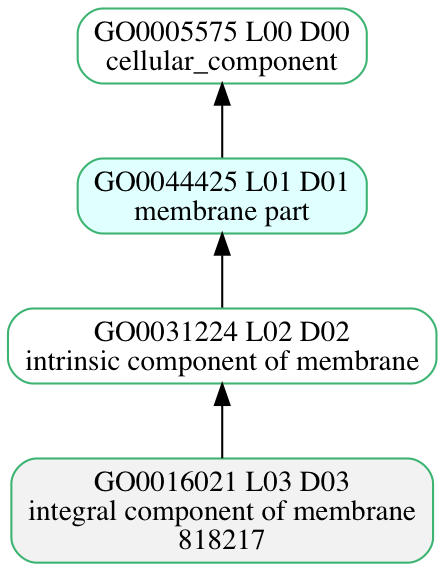 GO0005575 L00 D00
cellular_component
GO0044425 L01 D01
membrane part
GO0031224 L02 D02
intrinsic component of membrane
GO0016021 L03 D03
integral component of membrane
818217